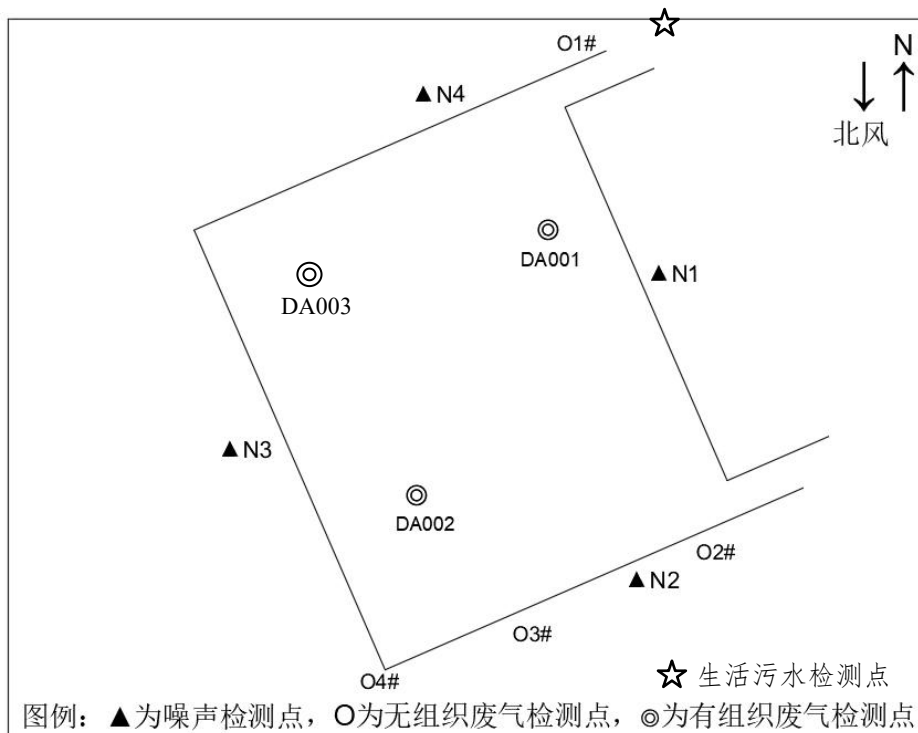 O1#
N
▲N4
北风
◎
DA001
◎
DA003
▲N1
▲N3
◎
DA002
O2#
▲N2
O3#
O4#
☆ 生活污水检测点
图例：▲为噪声检测点，O为无组织废气检测点，◎为有组织废气检测点